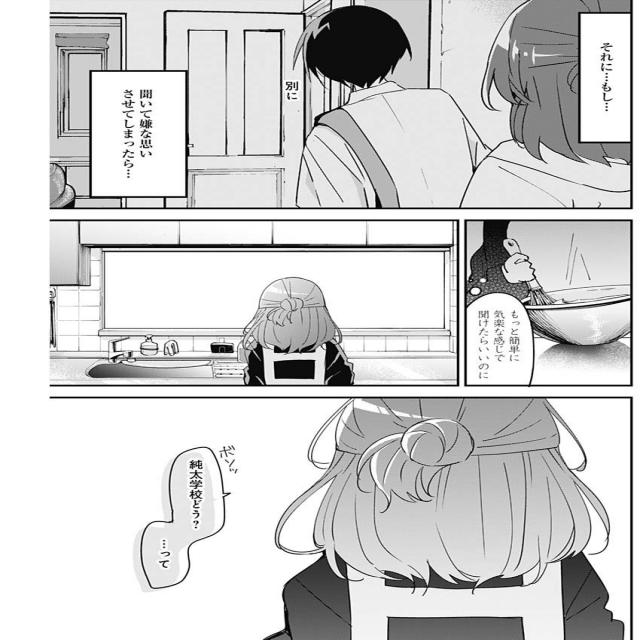 それに…もし…
別に
聞いて嫌な思い
させてしまったら…
もっと簡単に
気楽な感じで
聞けたらいいのに
ボソッ
純太学校どう？
…って